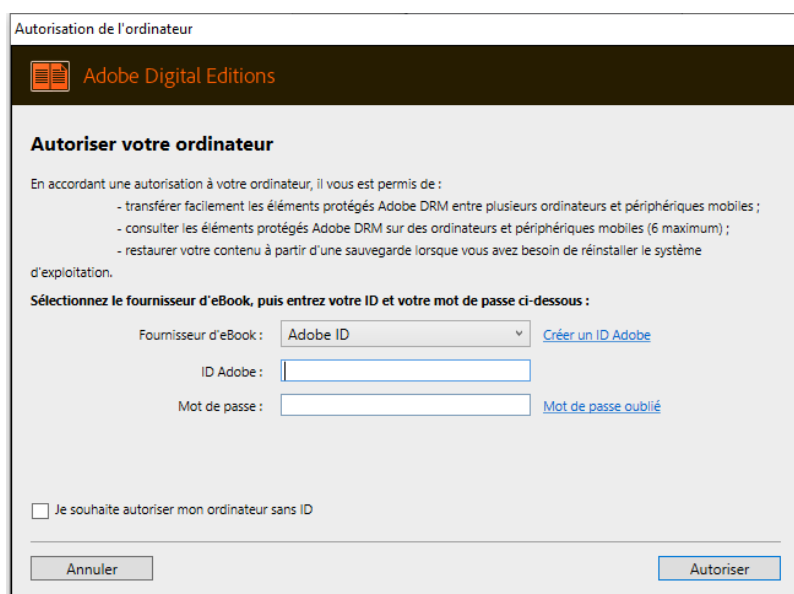 Autorisation de l'ordinateur
Adobe Digital Editions
Autoriser votre ordinateur
En accordant une autorisation à votre ordinateur, il vous est permis de :
- transférer facilement les éléments protégés Adobe DRM entre plusieurs ordinateurs et périphériques mobiles ;
- consulter les éléments protégés Adobe DRM sur des ordinateurs et périphériques mobiles (6 maximum) ;
- restaurer votre contenu à partir d'une sauvegarde lorsque vous avez besoin de réinstaller le système
d'exploitation.
Sélectionnez le fournisseur d'eBook, puis entrez votre ID et votre mot de passe ci-dessous :
Fournisseur d'eBook : Adobe ID Créer un ID Adobe
ID Adobe :
Mot de passe : Mot de passe oublié
Je souhaite autoriser mon ordinateur sans ID
Annuler Autoriser